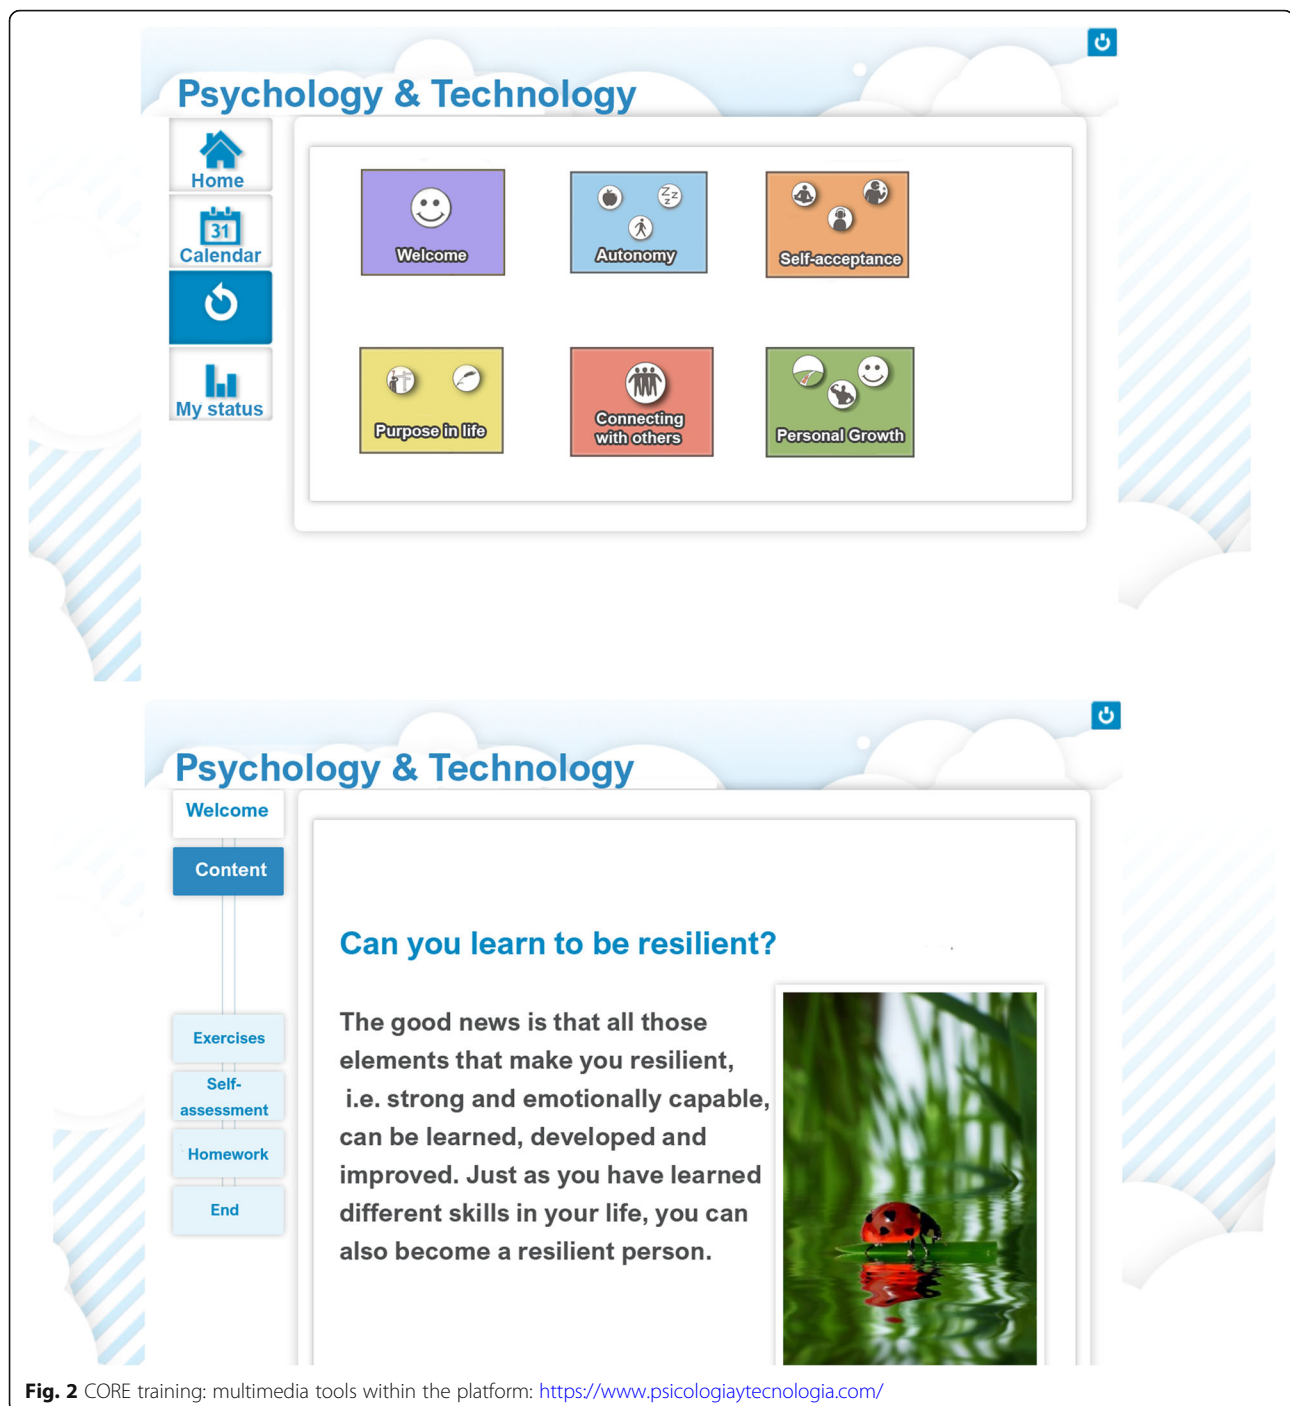 Psychology & Technology
Home
31
Calendar
My status
Welcome
Autonomy
Z Z
Z
Self-acceptance
Purpose in life
Connecting
with others
Personal Growth
Psychology & Technology
Welcome
Content
Exercises
Self-
assessment
Homework
End
Can you learn to be resilient?
The good news is that all those
elements that make you resilient,
i.e. strong and emotionally capable,
can be learned, developed and
improved. Just as you have learned
different skills in your life, you can
also become a resilient person.
Fig. 2 CORE training: multimedia tools within the platform: https://www.psicologiaytecnologia.com/